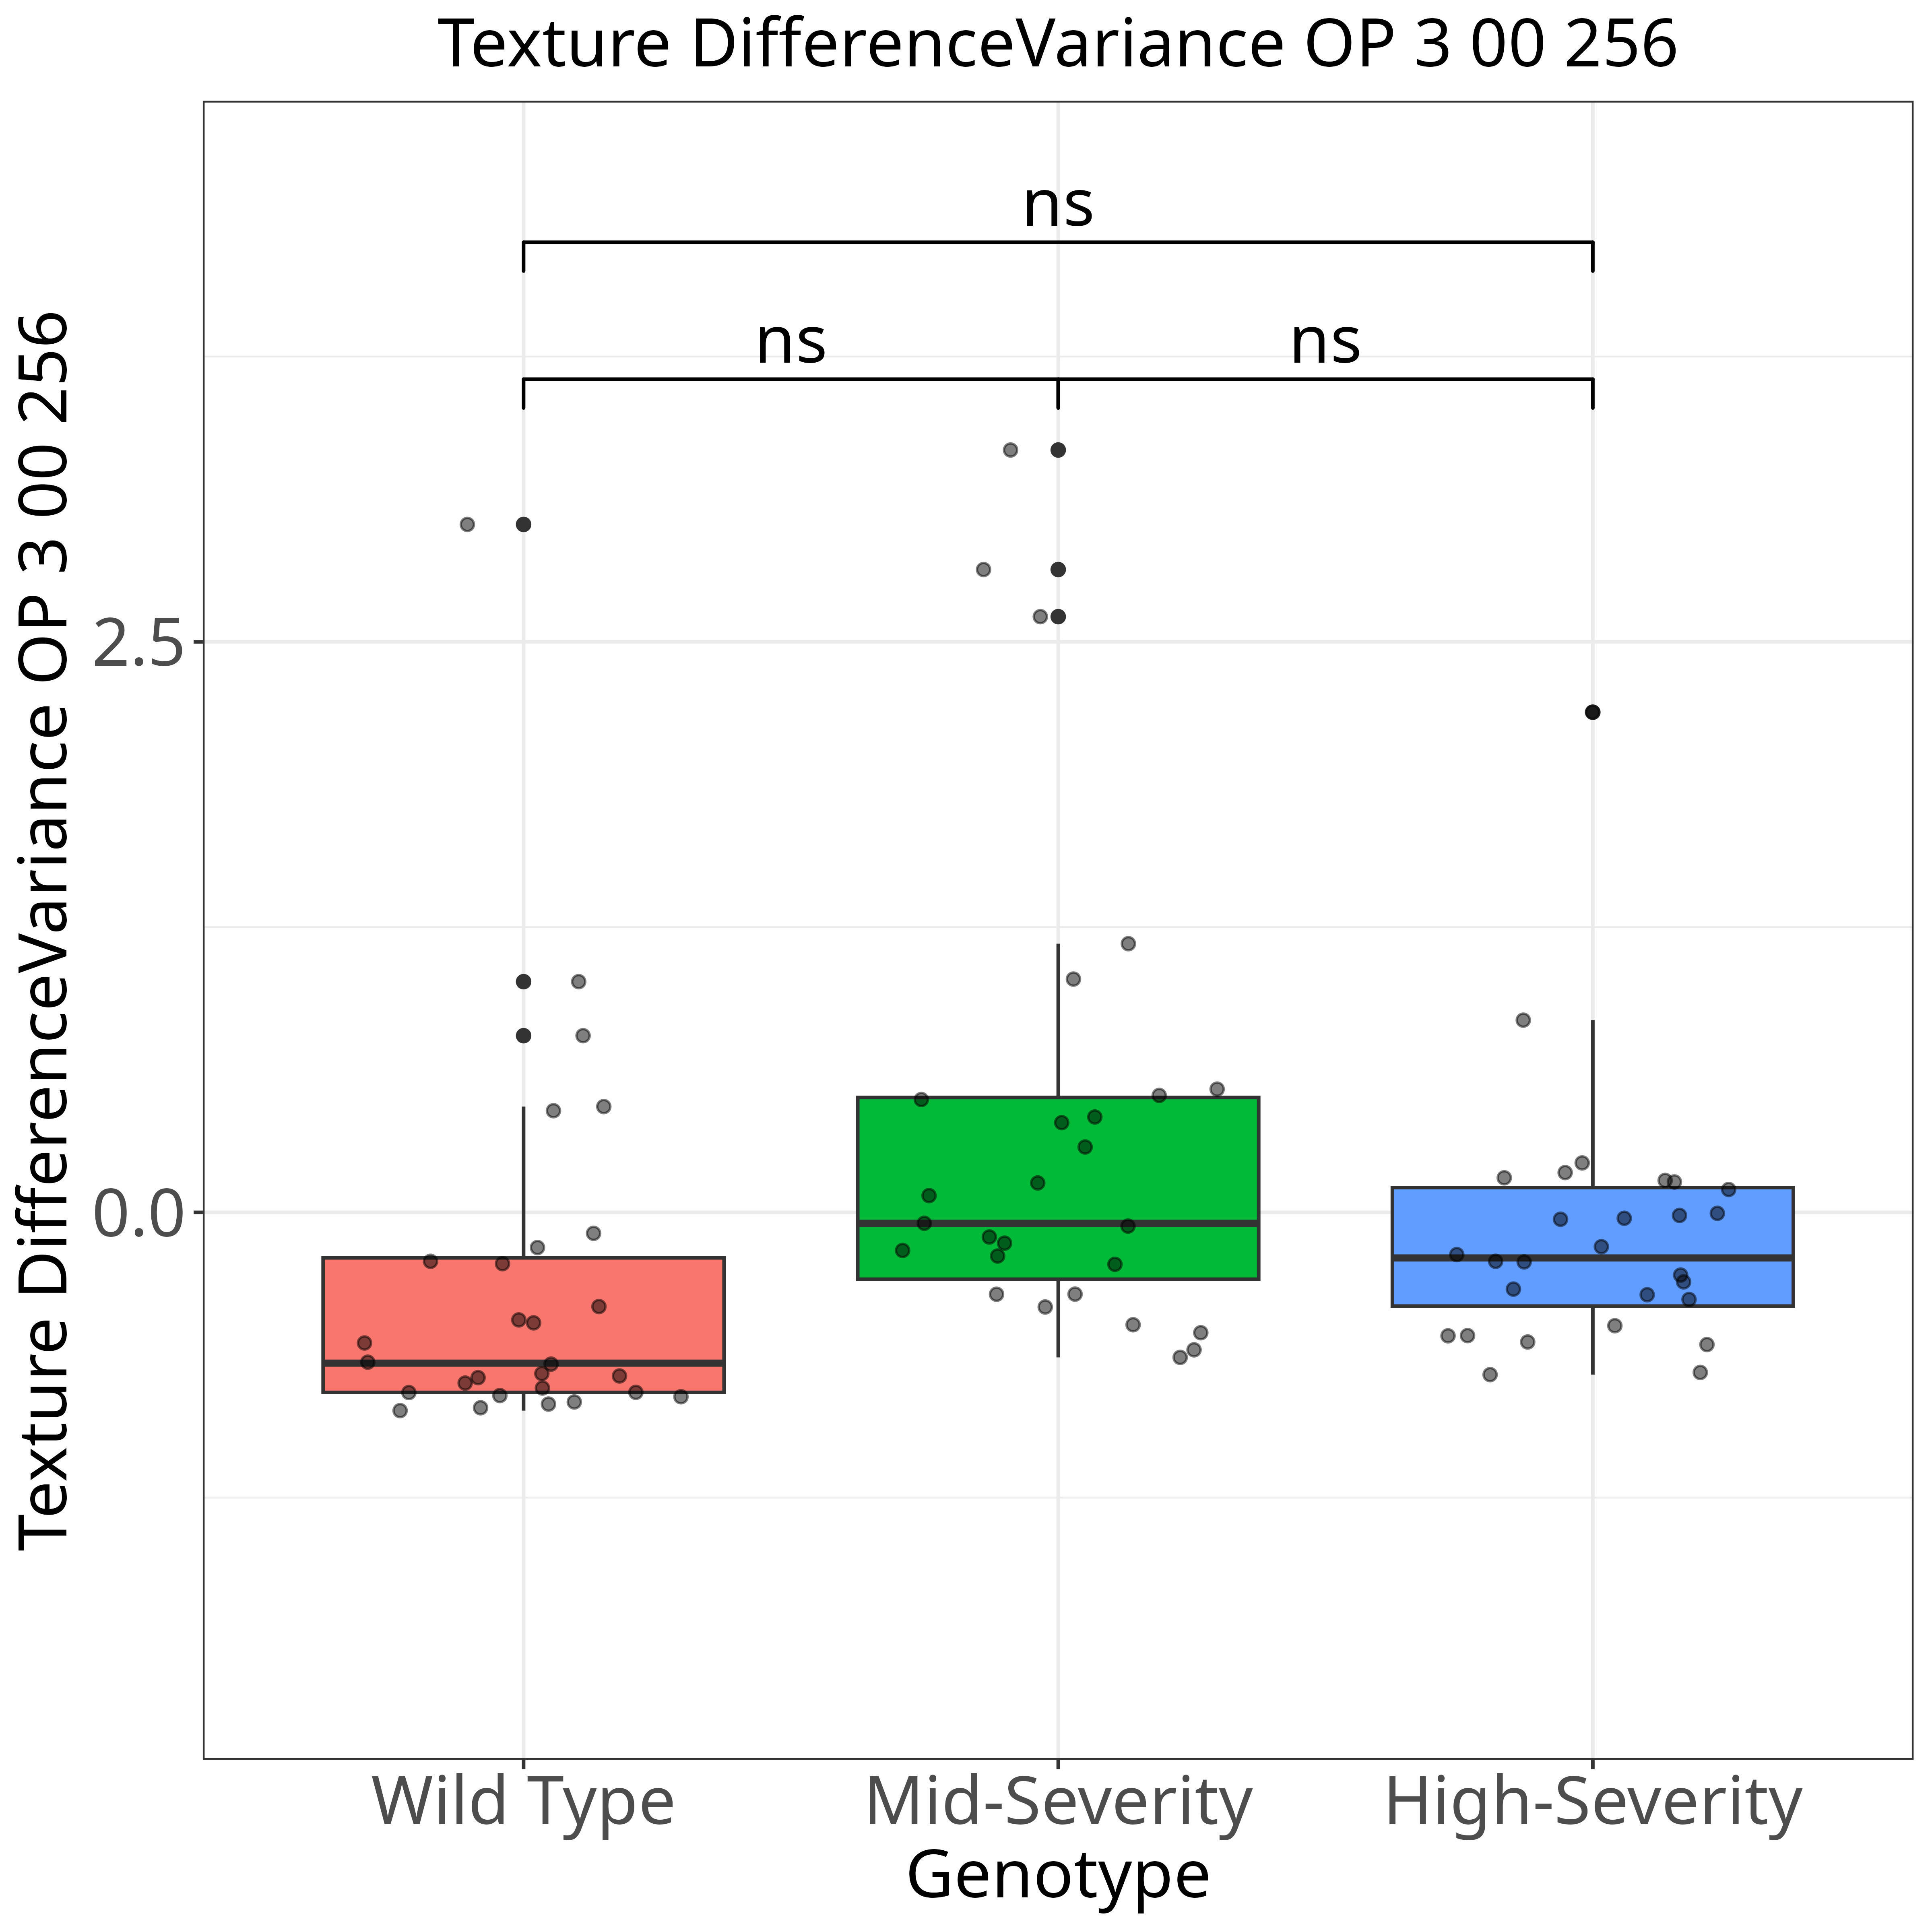 Texture DifferenceVariance OP 3 00 256
ns
ns
ns
Texture DifferenceVariance OP 3 00 256
2.5
0.0
Wild Type
Mid-Severity
High-Severity
Genotype